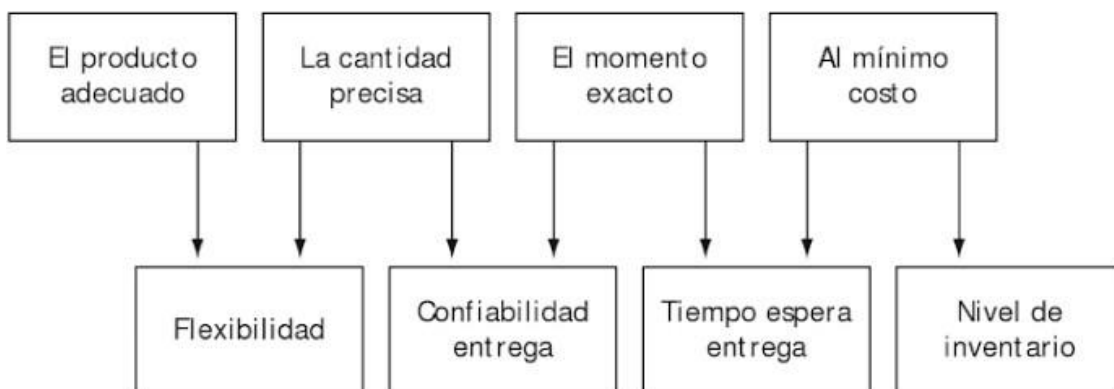 El producto
adecuado
La cantidad
precisa
El momento
exacto
Al mínimo
costo
Flexibilidad
Confiabilidad
entrega
Tiempo espera
entrega
Nivel de
inventario